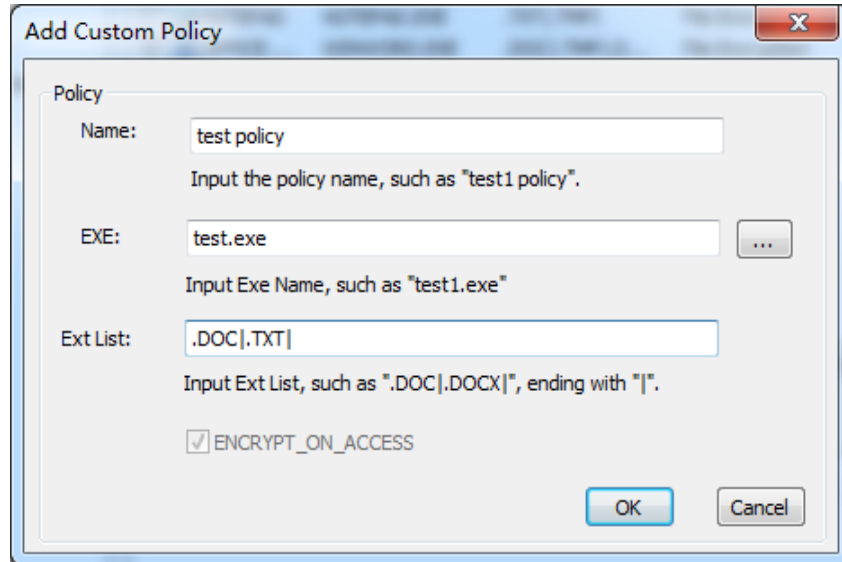 Add Custom Policy
Policy
Name: test policy
Input the policy name, such as "test1 policy".
EXE: test.exe ...
Input Exe Name, such as "test1.exe"
Ext List: .DOC|.TXT|
Input Ext List, such as ".DOC|.DOCX|", ending with "|".
ENCRYPT_ON_ACCESS
OK Cancel